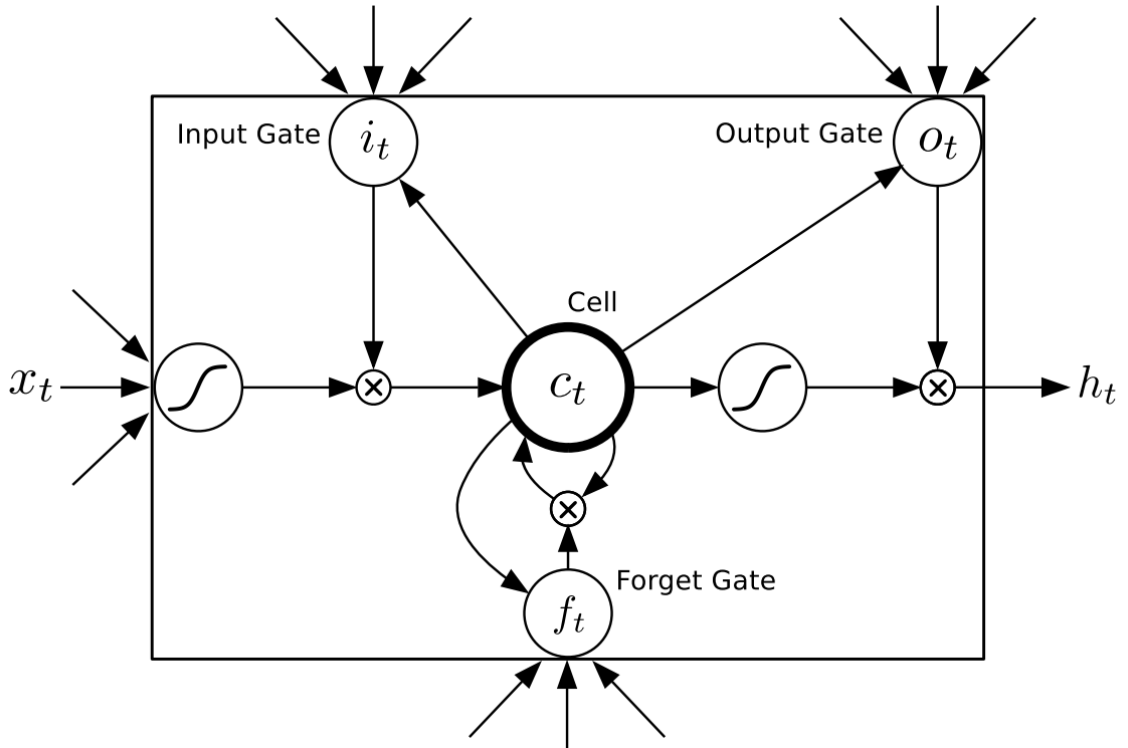 Input Gate
i_t
Output Gate
o_t
Cell
x_t
c_t
h_t
Forget Gate
f_t